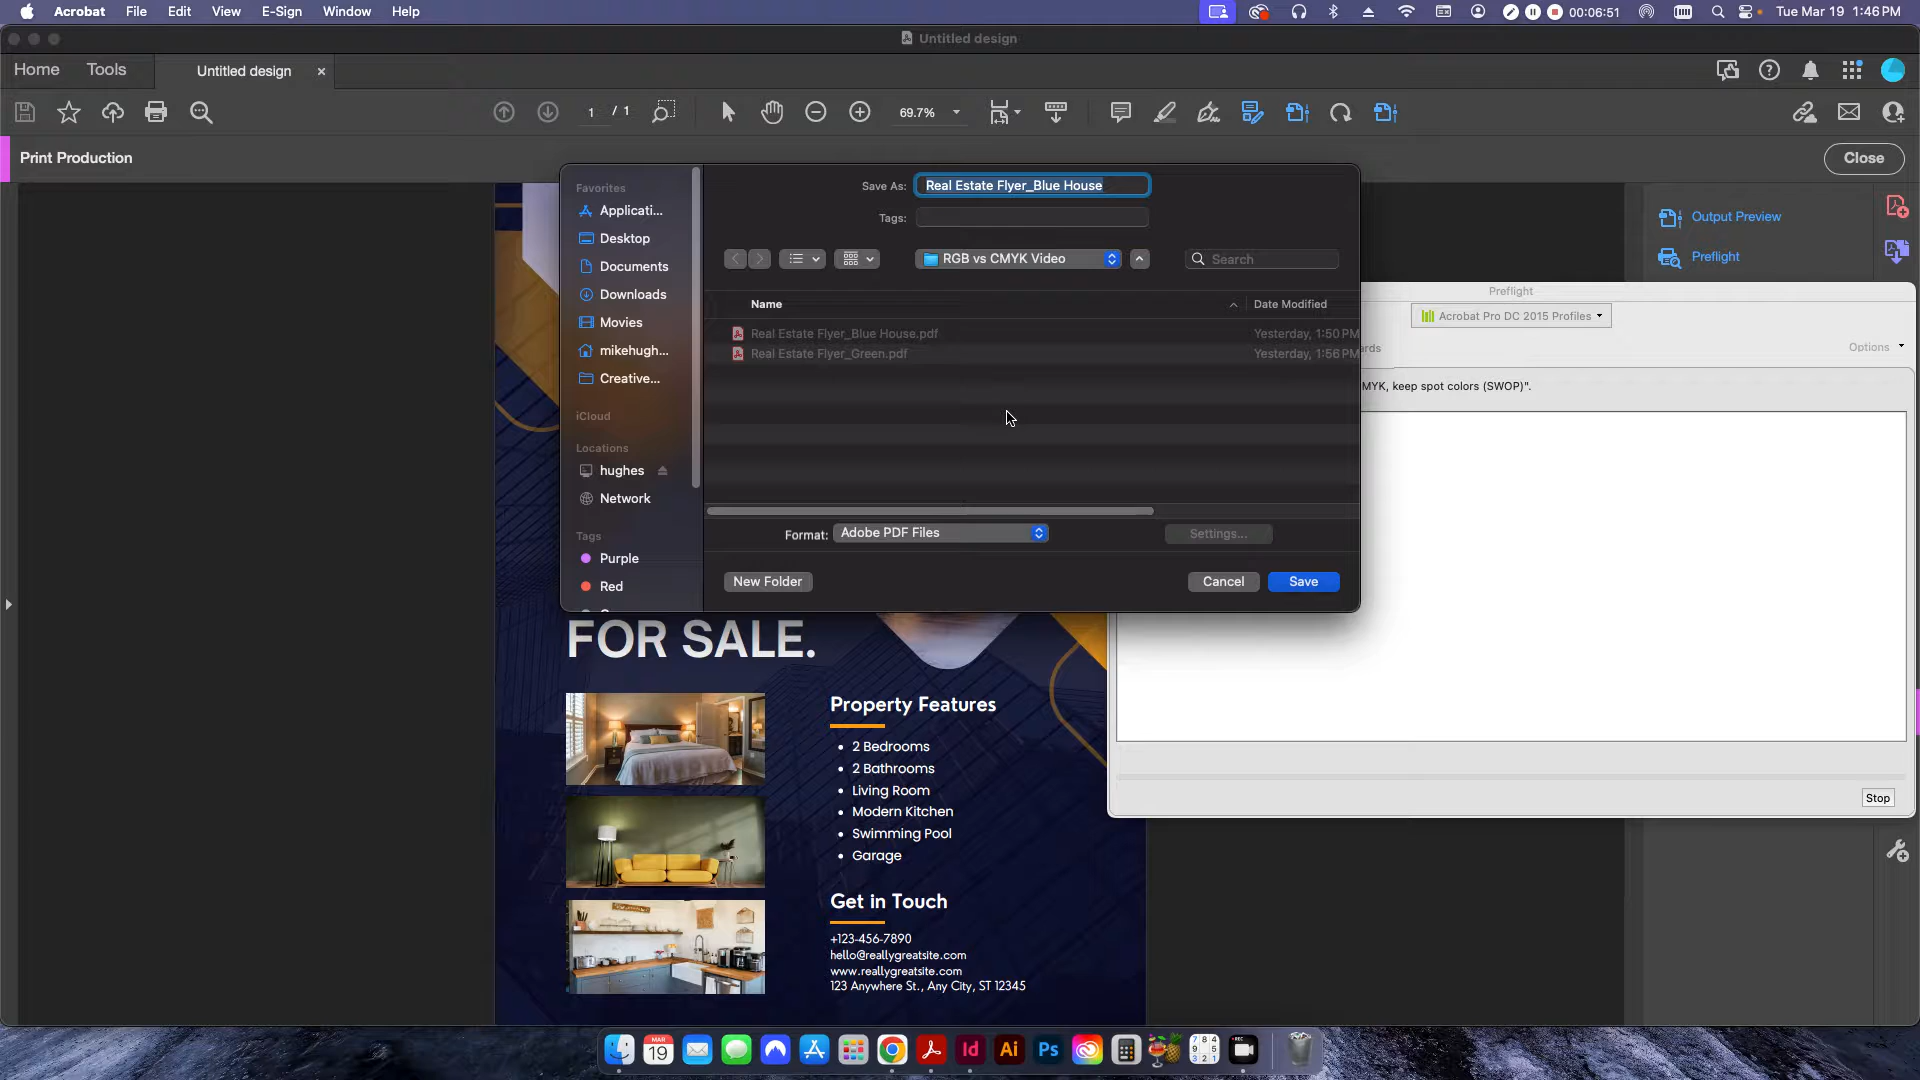 Acrobat File Edit View E-Sign Window Help
00:06:51 Tue Mar 19 1:46 PM
Untitled design
Home Tools Untitled design
1 / 1 69.7%
Print Production Close
Favorites
Applicati...
Desktop
Documents
Downloads
Movies
mikehugh...
Creative...
iCloud
Locations
hughes
Network
Tags
Purple
Red
Save As: Real Estate Flyer_Blue House
Tags:
RGB vs CMYK Video
Search
Name Date Modified
Real Estate Flyer_Blue House.pdf Yesterday, 1:50 PM
Real Estate Flyer_Green.pdf Yesterday, 1:56 PM
Format: Adobe PDF Files Settings...
New Folder Cancel Save
Output Preview
Preflight
Preflight
Acrobat Pro DC 2015 Profiles
rds Options
MYK, keep spot colors (SWOP)".
Stop
FOR SALE.
Property Features
• 2 Bedrooms
• 2 Bathrooms
• Living Room
• Modern Kitchen
• Swimming Pool
• Garage
Get in Touch
+123-456-7890
hello@reallygreatsite.com
www.reallygreatsite.com
123 Anywhere St., Any City, ST 12345
MAR
19
Id Ai Ps
REC